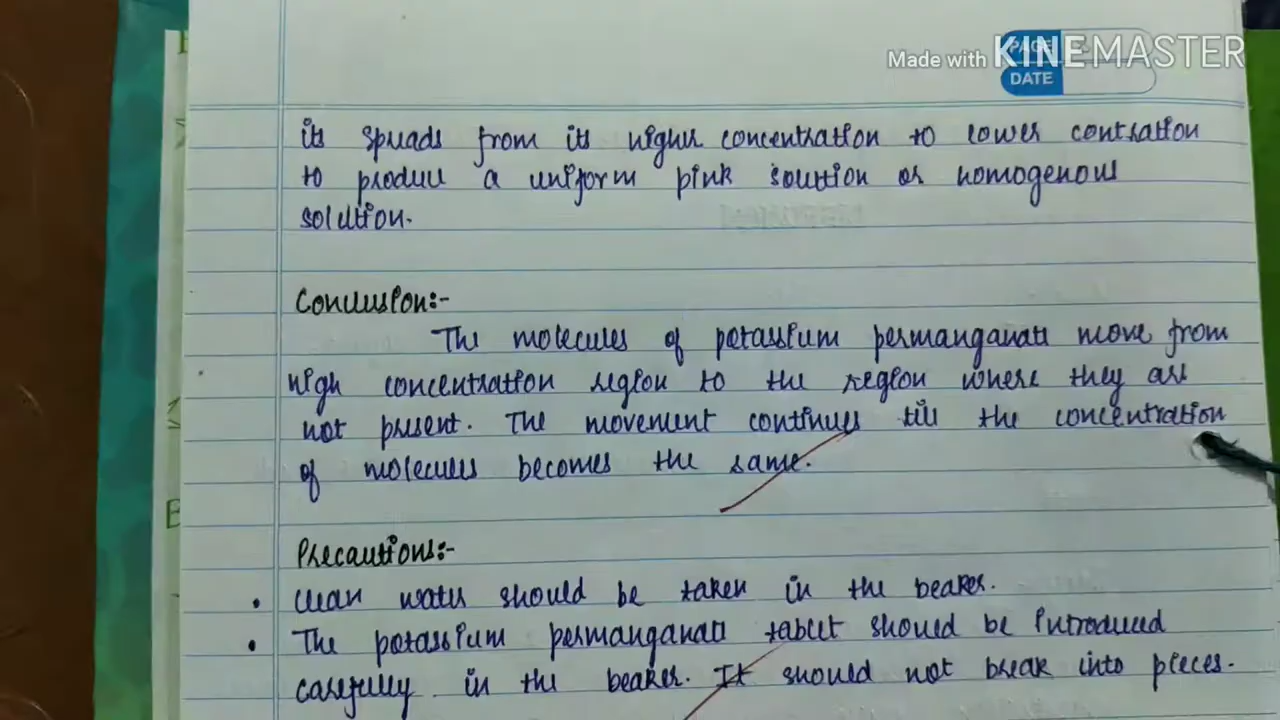 Made with KINEMASTER
PAGE
DATE
its spreads from its higher concentration to lower contration
to produce a uniform pink solution or homogenous
solution.
Conclusion:-
The molecules of potassium permanganate move from
high concentration region to the region where they are
not present. The movement continues till the concentration
of molecules becomes the same.
Precautions:-
• Clean water should be taken in the beaker.
• The potassium permanganate tablet should be introduced
carefully in the beaker. It should not break into pieces.